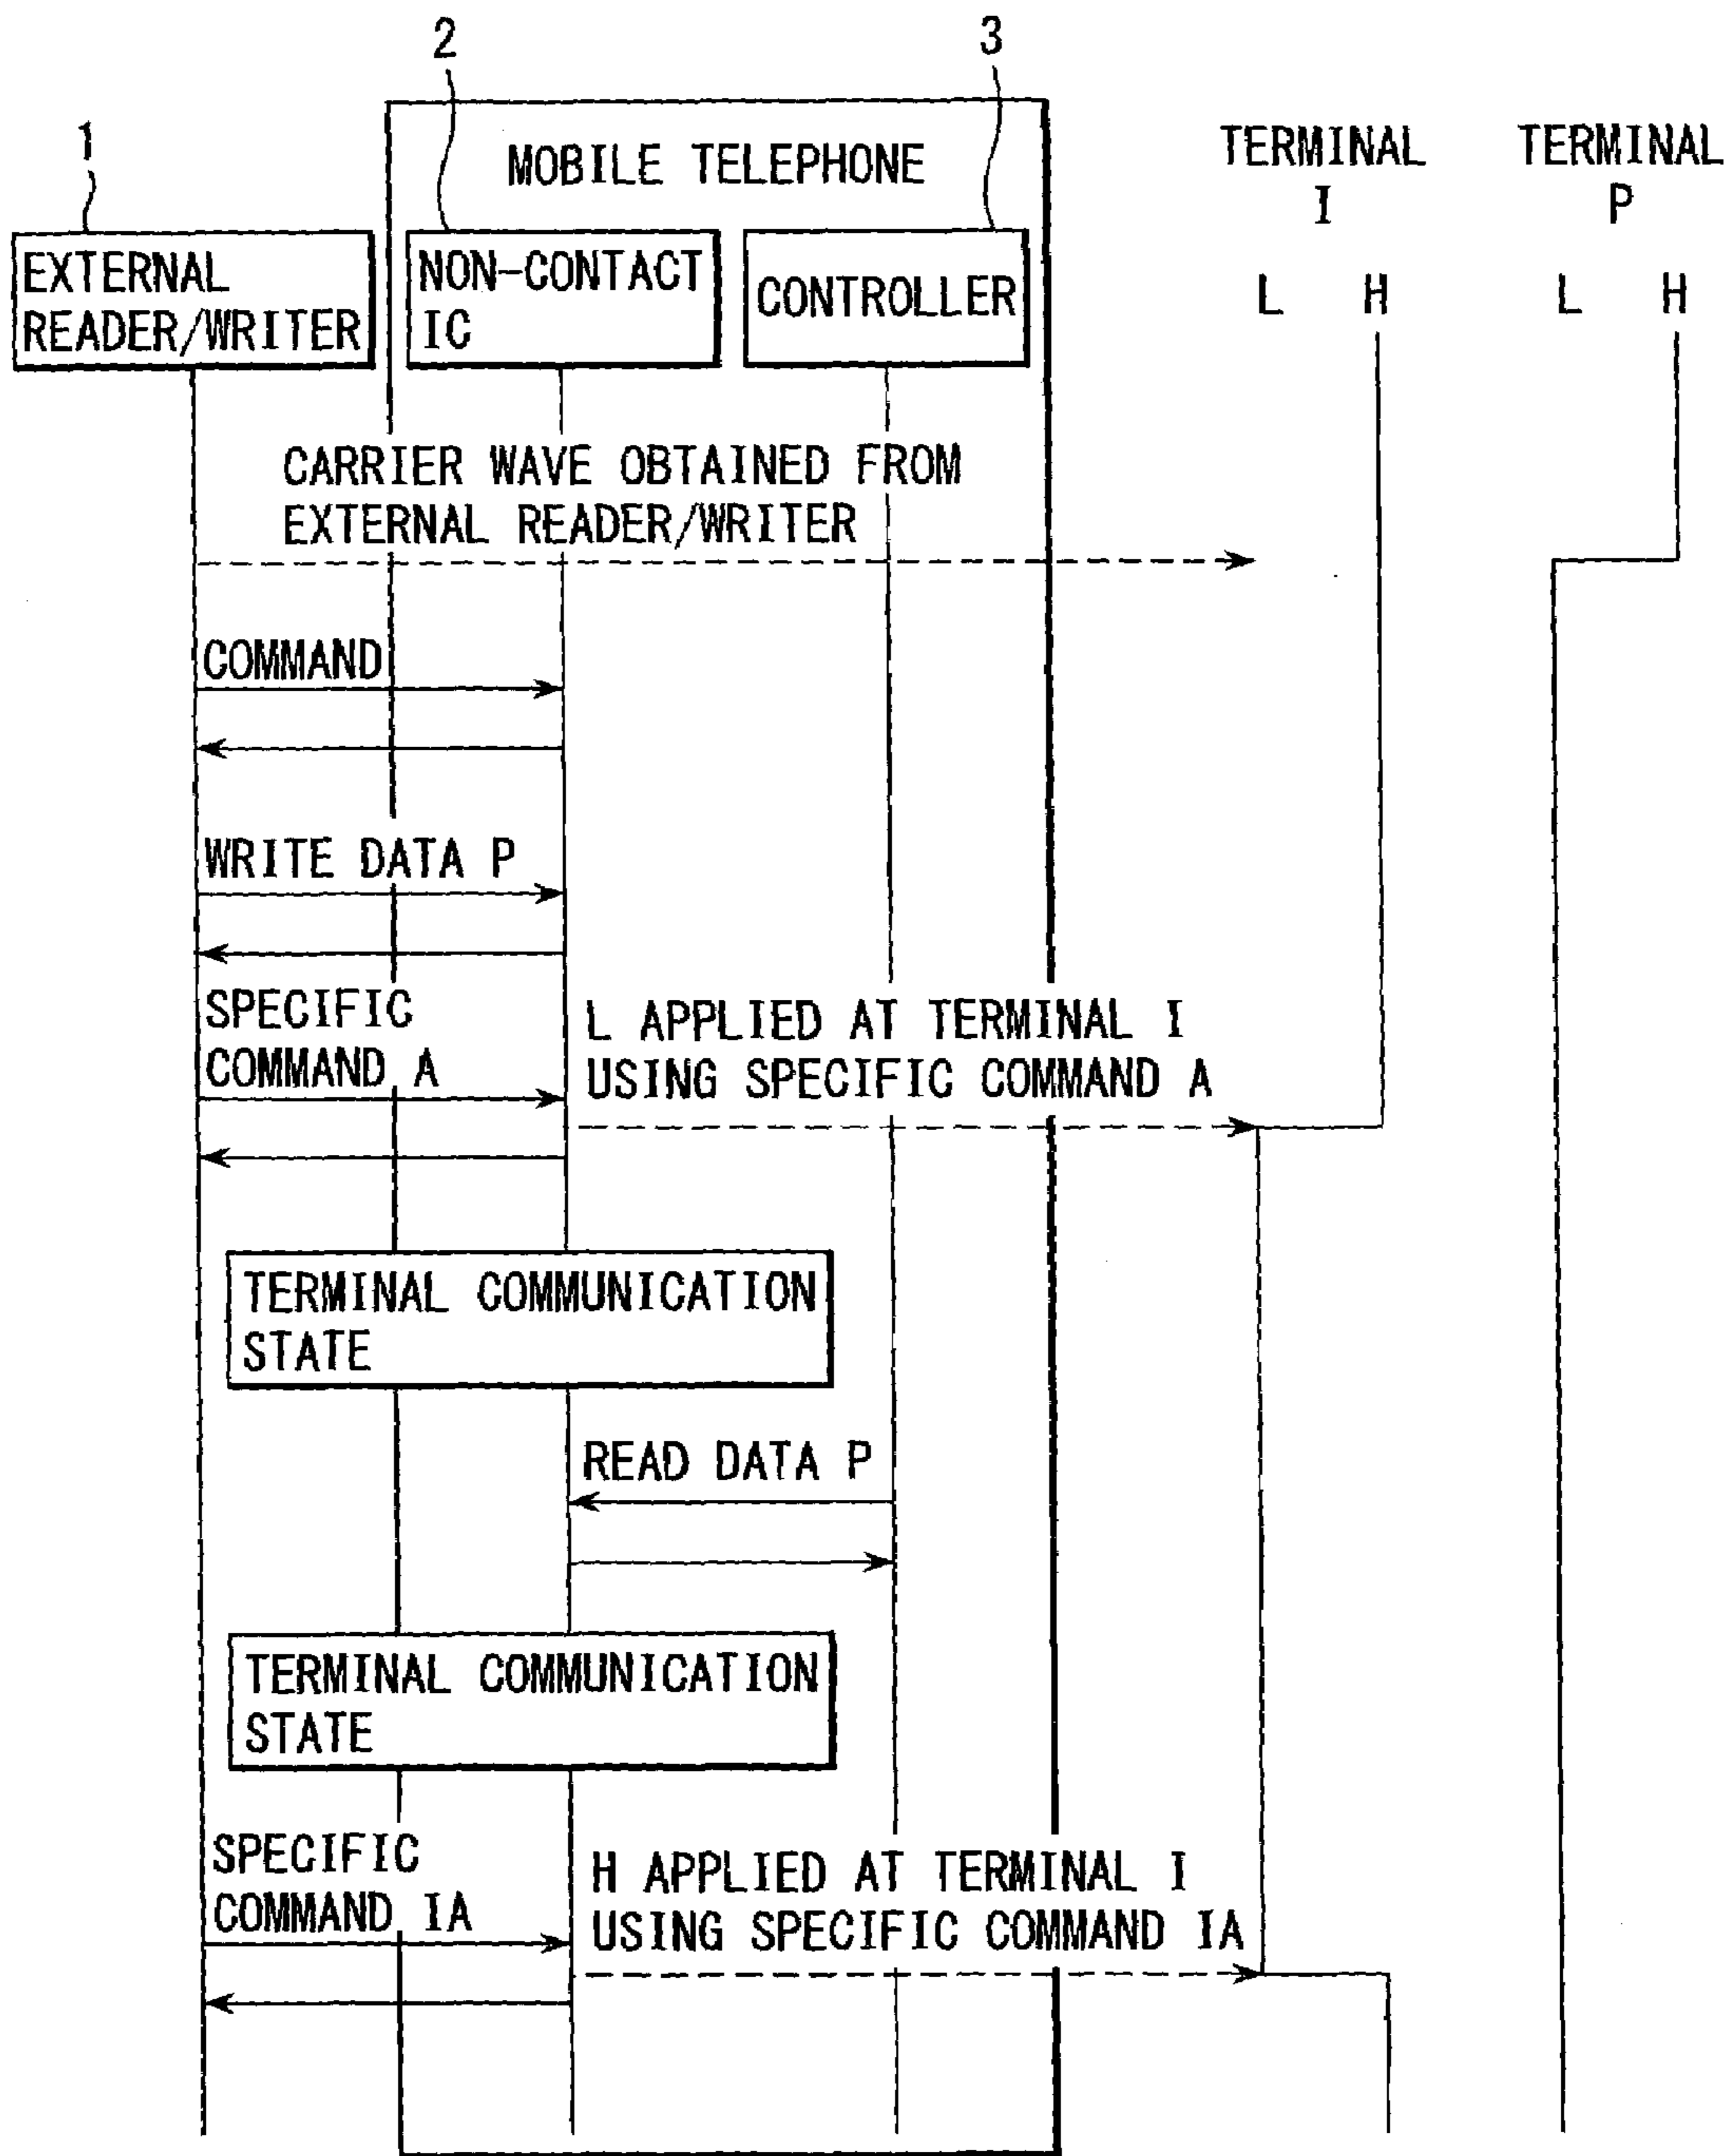 2
3
1
MOBILE TELEPHONE
TERMINAL
I
TERMINAL
P
EXTERNAL
READER/WRITER
NON-CONTACT
IC
CONTROLLER
L H
L H
CARRIER WAVE OBTAINED FROM
EXTERNAL READER/WRITER
COMMAND
WRITE DATA P
SPECIFIC
COMMAND A
L APPLIED AT TERMINAL I
USING SPECIFIC COMMAND A
TERMINAL COMMUNICATION
STATE
READ DATA P
TERMINAL COMMUNICATION
STATE
SPECIFIC
COMMAND IA
H APPLIED AT TERMINAL I
USING SPECIFIC COMMAND IA